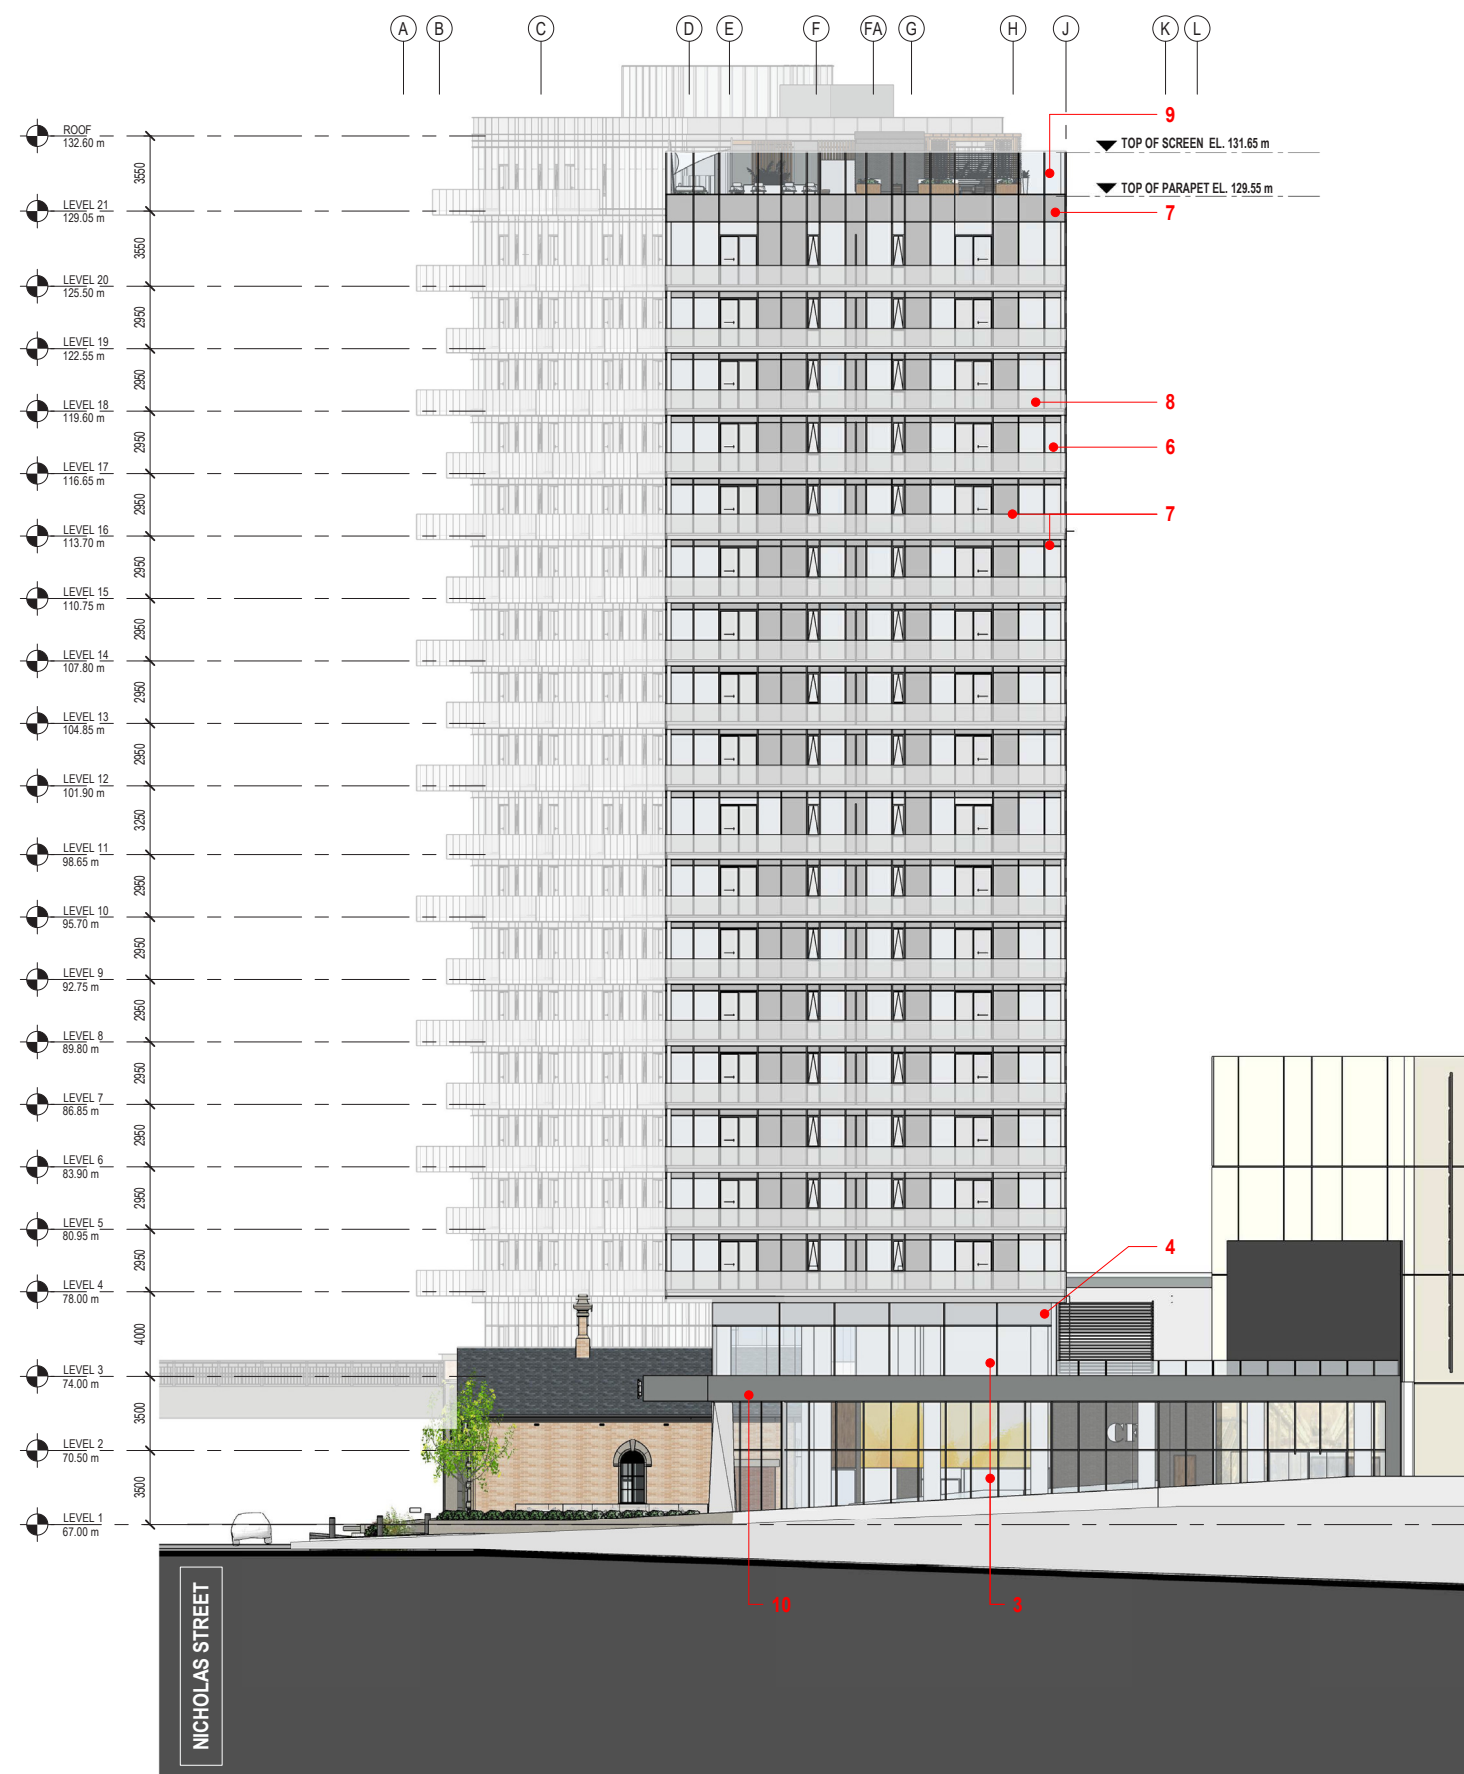 A B C D E F FA G H J K L
9
ROOF
132.60 m
TOP OF SCREEN EL. 131.65 m
3550
TOP OF PARAPET EL. 129.55 m
7
LEVEL 21
129.05 m
3550
LEVEL 20
125.50 m
2950
LEVEL 19
122.55 m
2950
8
LEVEL 18
119.60 m
2950
6
LEVEL 17
116.65 m
2950
7
LEVEL 16
113.70 m
2950
LEVEL 15
110.75 m
2950
LEVEL 14
107.80 m
2950
LEVEL 13
104.85 m
2950
LEVEL 12
101.90 m
3250
LEVEL 11
98.65 m
2950
LEVEL 10
95.70 m
2950
LEVEL 9
92.75 m
2950
LEVEL 8
89.80 m
2950
LEVEL 7
86.85 m
2950
LEVEL 6
83.90 m
2950
LEVEL 5
80.95 m
2950
4
LEVEL 4
78.00 m
4000
LEVEL 3
74.00 m
3500
LEVEL 2
70.50 m
3500
LEVEL 1
67.00 m
10
3
NICHOLAS STREET